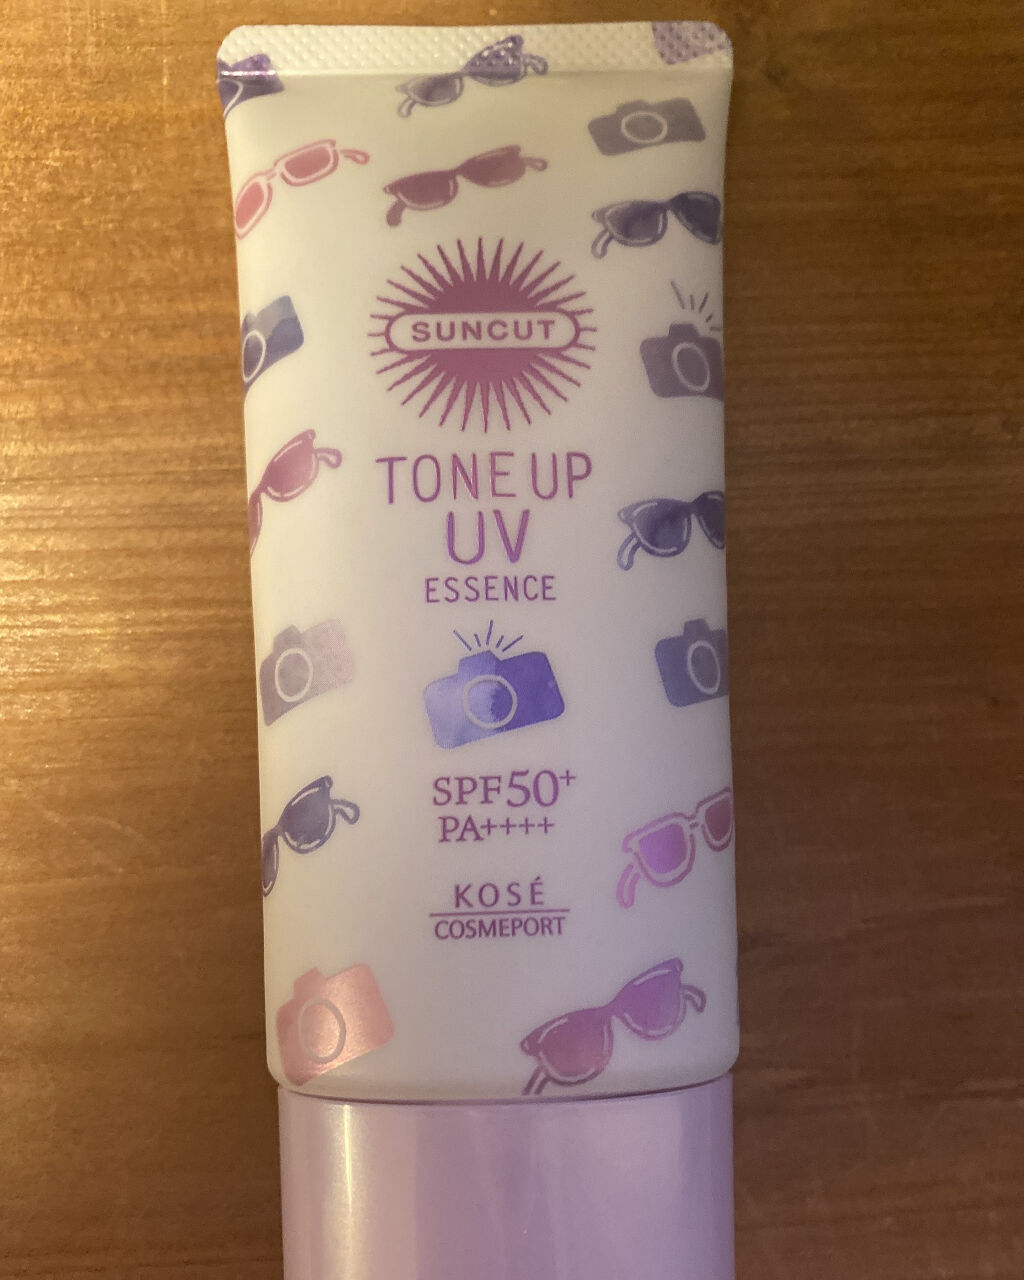 SUNCUT
TONE UP
UV
ESSENCE
SPF50+
PA++++
KOSÉ
COSMEPORT